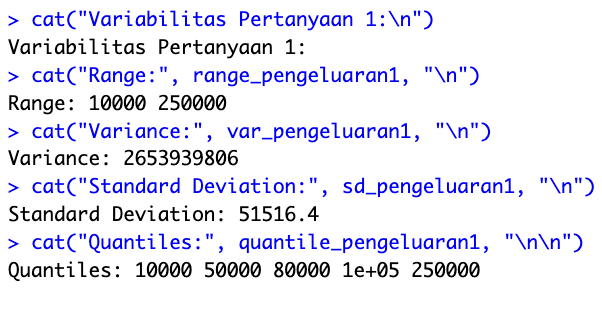 > cat("Variabilitas Pertanyaan 1:\n")
Variabilitas Pertanyaan 1:
> cat("Range:", range_pengeluaran1, "\n")
Range: 10000 250000
> cat("Variance:", var_pengeluaran1, "\n")
Variance: 2653939806
> cat("Standard Deviation:", sd_pengeluaran1, "\n")
Standard Deviation: 51516.4
> cat("Quantiles:", quantile_pengeluaran1, "\n\n")
Quantiles: 10000 50000 80000 1e+05 250000